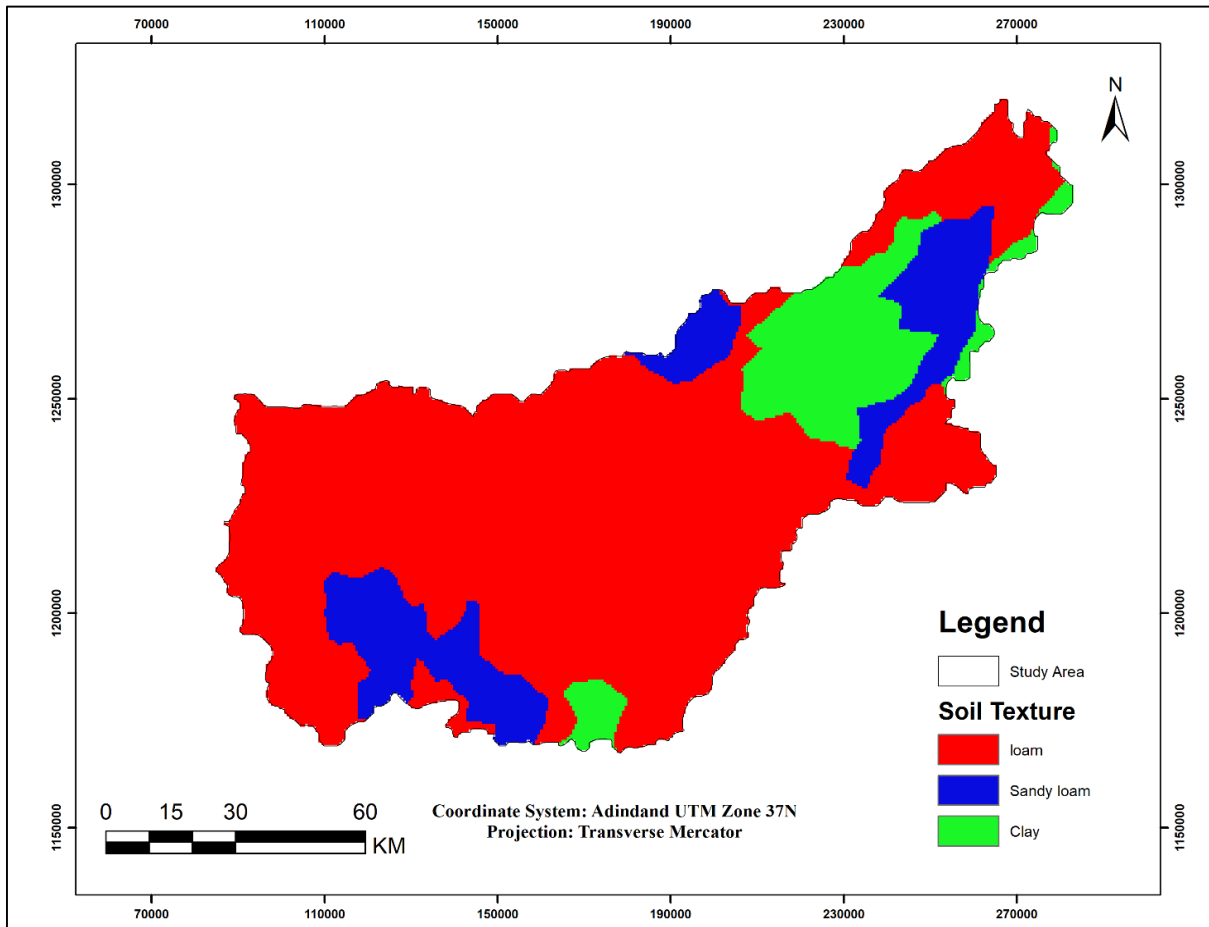 70000 110000 150000 190000 230000 270000
N
1300000 1300000
1250000 1250000
1200000 1200000
Legend
Study Area
Soil Texture
loam
Sandy loam
Clay
0 15 30 60
KM
Coordinate System: Adindand UTM Zone 37N
Projection: Transverse Mercator
1150000 1150000
70000 110000 150000 190000 230000 270000